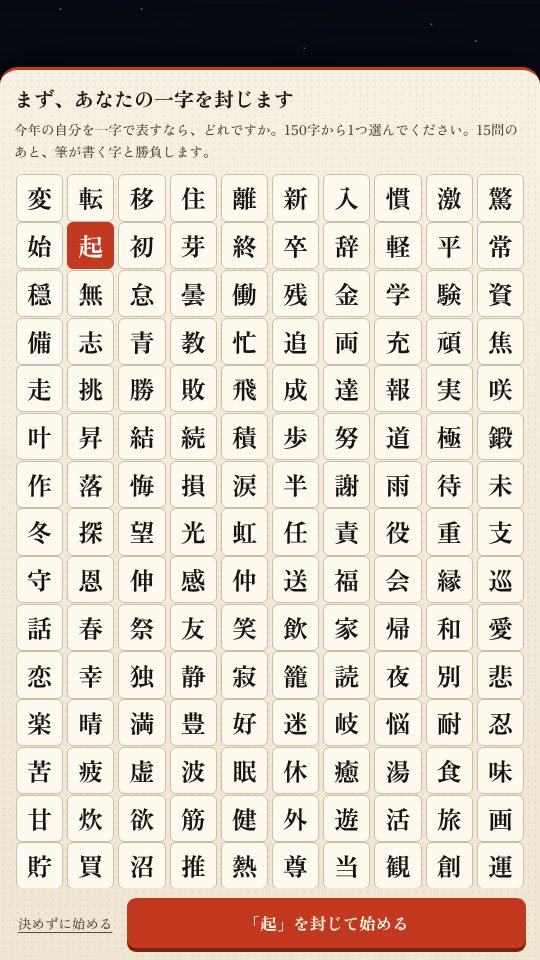 まず、あなたの一字を封じます
今年の自分を一字で表すなら、どれですか。150字から1つ選んでください。15問の
あと、筆が書く字と勝負します。
変 転 移 住 離 新 入 慣 激 驚
始 起 初 芽 終 卒 辞 軽 平 常
穏 無 怠 曇 働 残 金 学 験 資
備 志 青 教 忙 追 両 充 頑 焦
走 挑 勝 敗 飛 成 達 報 実 咲
叶 昇 結 続 積 歩 努 道 極 鍛
作 落 悔 損 涙 半 謝 雨 待 未
冬 探 望 光 虹 任 責 役 重 支
守 恩 伸 感 仲 送 福 会 縁 巡
話 春 祭 友 笑 飲 家 帰 和 愛
恋 幸 独 静 寂 籠 読 夜 別 悲
楽 晴 満 豊 好 迷 岐 悩 耐 忍
苦 疲 虚 波 眠 休 癒 湯 食 味
甘 炊 欲 筋 健 外 遊 活 旅 画
貯 買 沼 推 熱 尊 当 観 創 運
決めずに始める 「起」を封じて始める